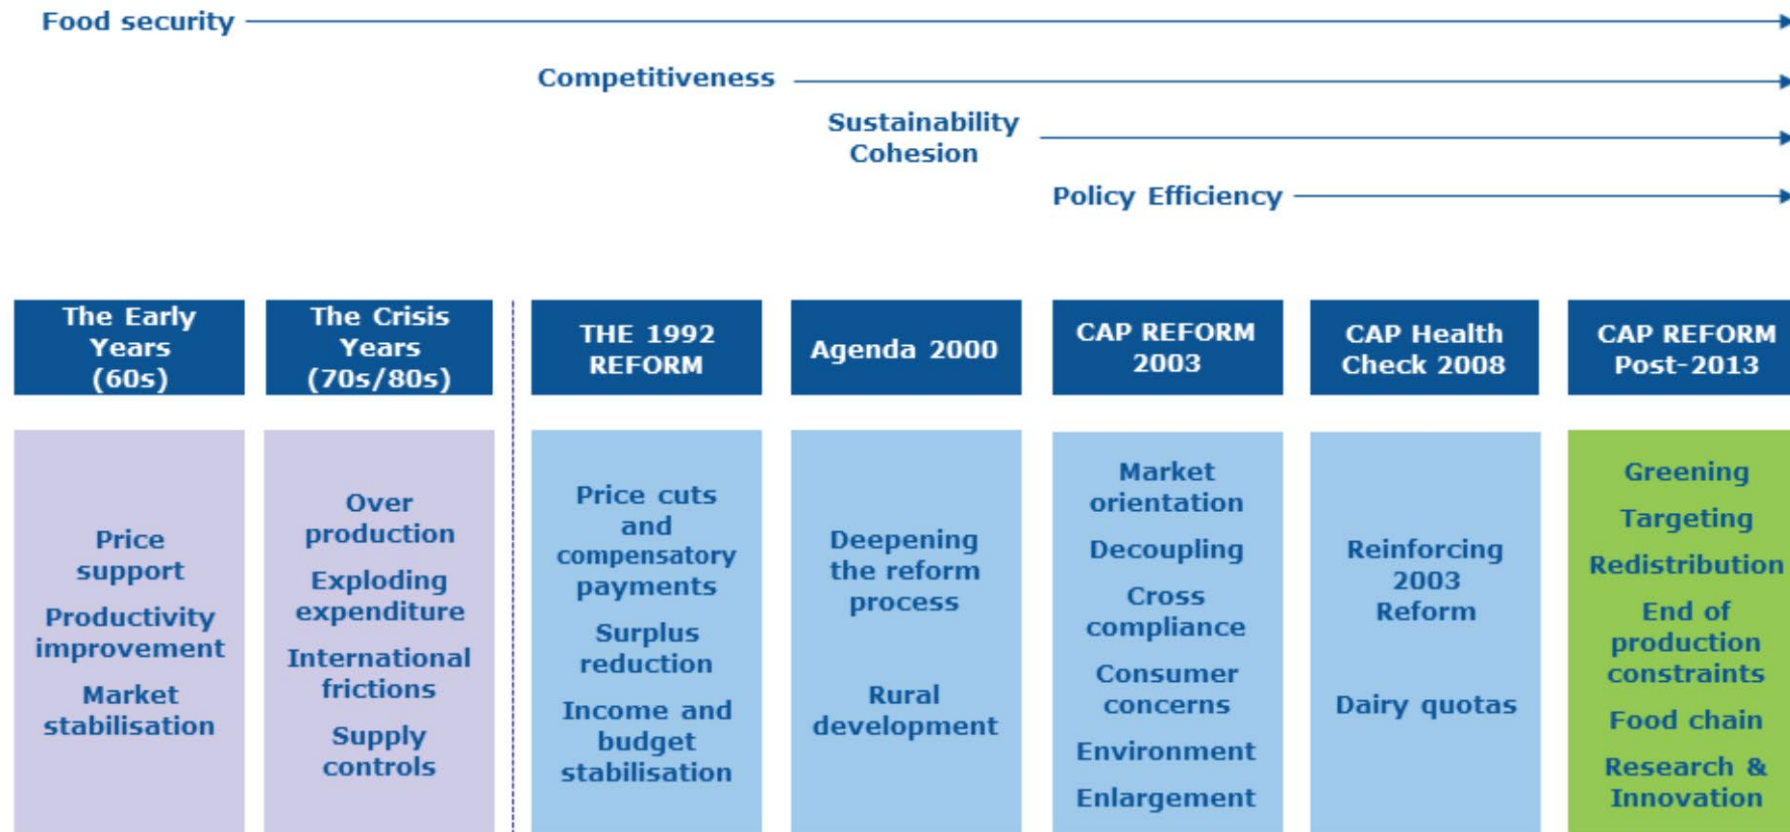 Food security
Competitiveness
Sustainability
Cohesion
Policy Efficiency
The Early
Years
(60s)
The Crisis
Years
(70s/80s)
THE 1992
REFORM
Agenda 2000
CAP REFORM
2003
CAP Health
Check 2008
CAP REFORM
Post-2013
Price
support
Productivity
improvement
Market
stabilisation
Over
production
Exploding
expenditure
International
frictions
Supply
controls
Price cuts
and
compensatory
payments
Surplus
reduction
Income and
budget
stabilisation
Deepening
the reform
process
Rural
development
Market
orientation
Decoupling
Cross
compliance
Consumer
concerns
Environment
Enlargement
Reinforcing
2003
Reform
Dairy quotas
Greening
Targeting
Redistribution
End of
production
constraints
Food chain
Research &
Innovation